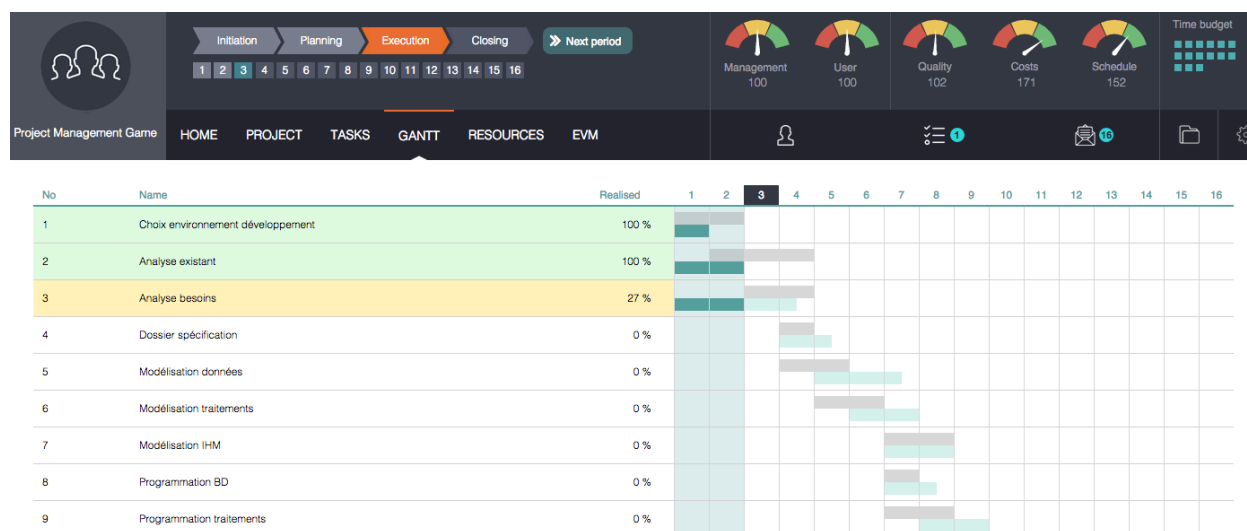 Initiation Planning Execution Closing Next period
1 2 3 4 5 6 7 8 9 10 11 12 13 14 15 16
Management
100
User
100
Quality
102
Costs
171
Schedule
152
Time budget
Project Management Game
HOME PROJECT TASKS GANTT RESOURCES EVM
1
16
No Name Realised 1 2 3 4 5 6 7 8 9 10 11 12 13 14 15 16
1 Choix environnement développement 100 %
2 Analyse existant 100 %
3 Analyse besoins 27 %
4 Dossier spécification 0 %
5 Modélisation données 0 %
6 Modélisation traitements 0 %
7 Modélisation IHM 0 %
8 Programmation BD 0 %
9 Programmation traitements 0 %